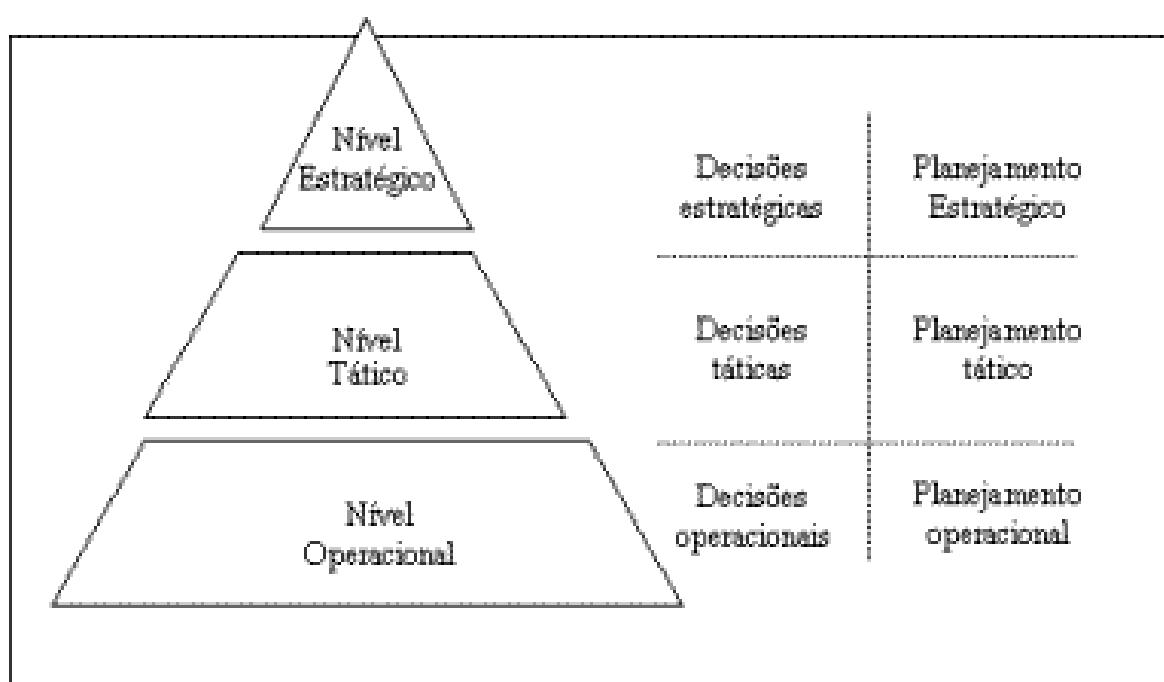 Nível
Estratégico
Decisões
estratégicas
Planejamento
Estratégico
Nível
Tático
Decisões
táticas
Planejamento
tático
Nível
Operacional
Decisões
operacionais
Planejamento
operacional